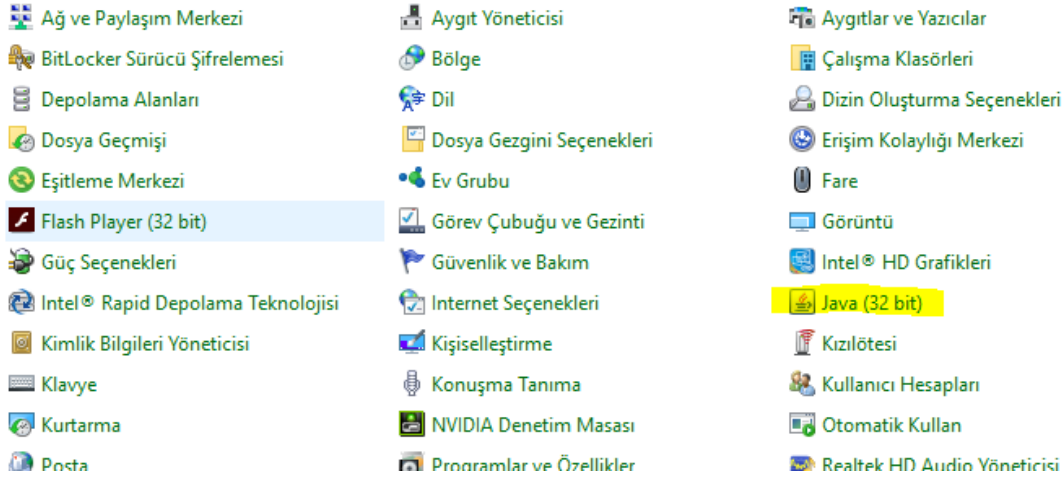 Ağ ve Paylaşım Merkezi
Aygıt Yöneticisi
Aygıtlar ve Yazıcılar
BitLocker Sürücü Şifrelemesi
Bölge
Çalışma Klasörleri
Depolama Alanları
Dil
Dizin Oluşturma Seçenekleri
Dosya Geçmişi
Dosya Gezgini Seçenekleri
Erişim Kolaylığı Merkezi
Eşitleme Merkezi
Ev Grubu
Fare
Flash Player (32 bit)
Görev Çubuğu ve Gezinti
Görüntü
Güç Seçenekleri
Güvenlik ve Bakım
Intel® HD Grafikleri
Intel® Rapid Depolama Teknolojisi
Internet Seçenekleri
Java (32 bit)
Kimlik Bilgileri Yöneticisi
Kişiselleştirme
Kızılötesi
Klavye
Konuşma Tanıma
Kullanıcı Hesapları
Kurtarma
NVIDIA Denetim Masası
Otomatik Kullan
Posta
Programlar ve Özellikler
Realtek HD Audio Yöneticisi